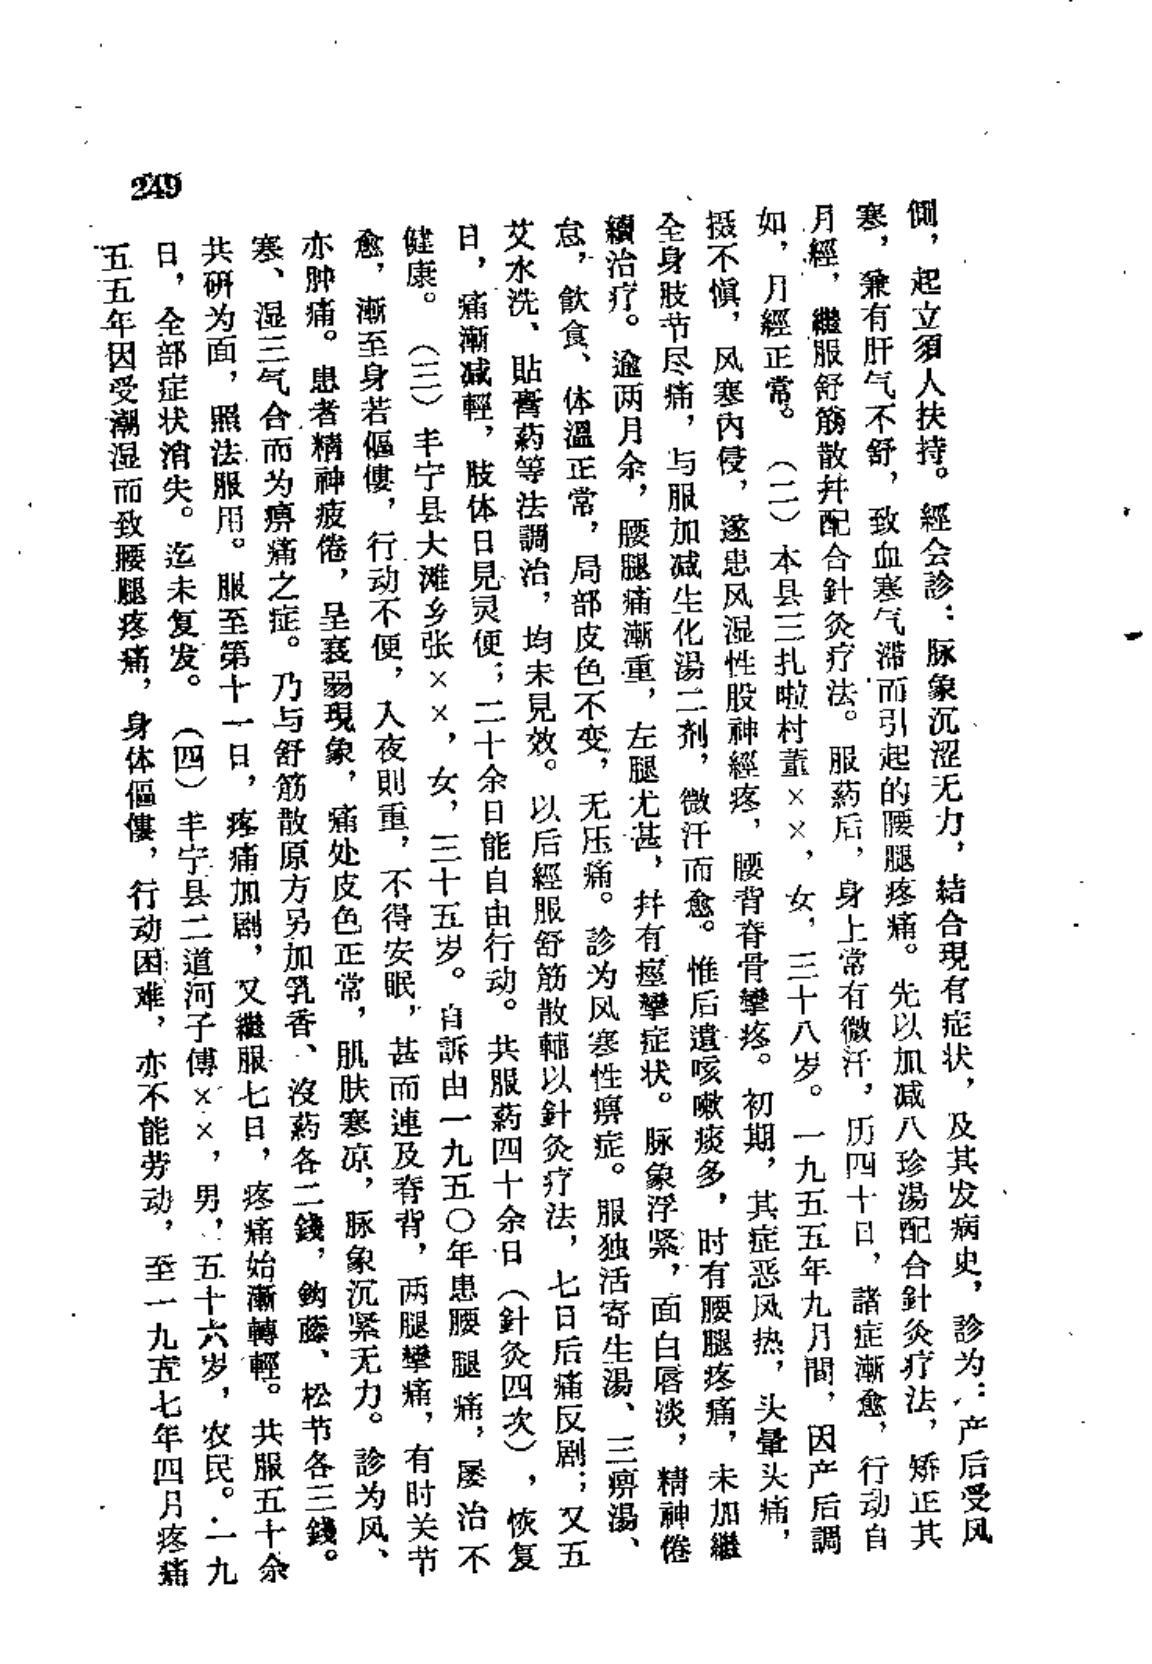 249
側，起立須人扶持。經会診：脉象沉涩无力，結合現有症状，及其发病史，診为：产后受风
寒，兼有肝气不舒，致血寒气滞而引起的腰腿疼痛。先以加减八珍湯配合針灸疗法，矫正其
月經，繼服舒筋散幷配合針灸疗法。服药后，身上常有微汗，历四十日，諸症漸愈，行动自
如，月經正常。（二）本县三扎啦村董××，女，三十八岁。一九五五年九月間，因产后調
摄不愼，风寒內侵，遂患风湿性股神經疼，腰背脊骨攣疼。初期，其症恶风热，头暈头痛，
全身肢节尽痛，与服加减生化湯二剂，微汗而愈。惟后遺咳嗽痰多，时有腰腿疼痛，未加繼
續治疗。逾两月余，腰腿痛漸重，左腿尤甚，幷有痙攣症状。脉象浮紧，面白唇淡，精神倦
怠，飲食、体溫正常，局部皮色不变，无压痛。診为风寒性痹症。服独活寄生湯、三痹湯、
艾水洗、貼膏药等法調治，均未見效。以后經服舒筋散輔以針灸疗法，七日后痛反剧；又五
日，痛漸减輕，肢体日見灵便；二十余日能自由行动。共服药四十余日（針灸四次），恢复
健康。（三）丰宁县大滩乡张××，女，三十五岁。自訴由一九五〇年患腰腿痛，屡治不
愈，漸至身若傴僂，行动不便，入夜則重，不得安眠，甚而連及脊背，两腿攣痛，有时关节
亦肿痛。患者精神疲倦，呈衰弱現象，痛处皮色正常，肌肤寒凉，脉象沉紧无力。診为风、
寒、湿三气合而为痹痛之症。乃与舒筋散原方另加乳香、沒药各二錢，鈎藤、松节各三錢。
共研为面，照法服用。服至第十一日，疼痛加剧，又繼服七日，疼痛始漸轉輕。共服五十余
日，全部症状消失。迄未复发。（四）丰宁县二道河子傅××，男，五十六岁，农民。一九
五五年因受潮湿而致腰腿疼痛，身体傴僂，行动困难，亦不能劳动，至一九五七年四月疼痛